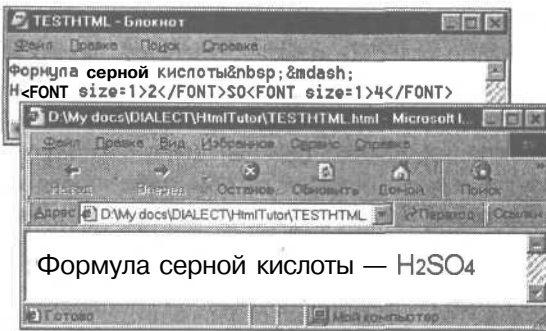 TESTHTML - Блокнот
Файл Правка Поиск Справка
Формула серной кислоты&nbsp;&mdash;
H<FONT size=1>2</FONT>SO<FONT size=1>4</FONT>
D:\My docs\DIALECT\HtmlTutor\TESTHTML.html - Microsoft I...
Файл Правка Вид Избранное Сервис Справка
Назад Вперед Останов. Обновить Домой Поиск
Адрес D:\My docs\DIALECT\HtmlTutor\TESTHTML Переход Ссылки
Формула серной кислоты — H2SO4
Готово Мой компьютер